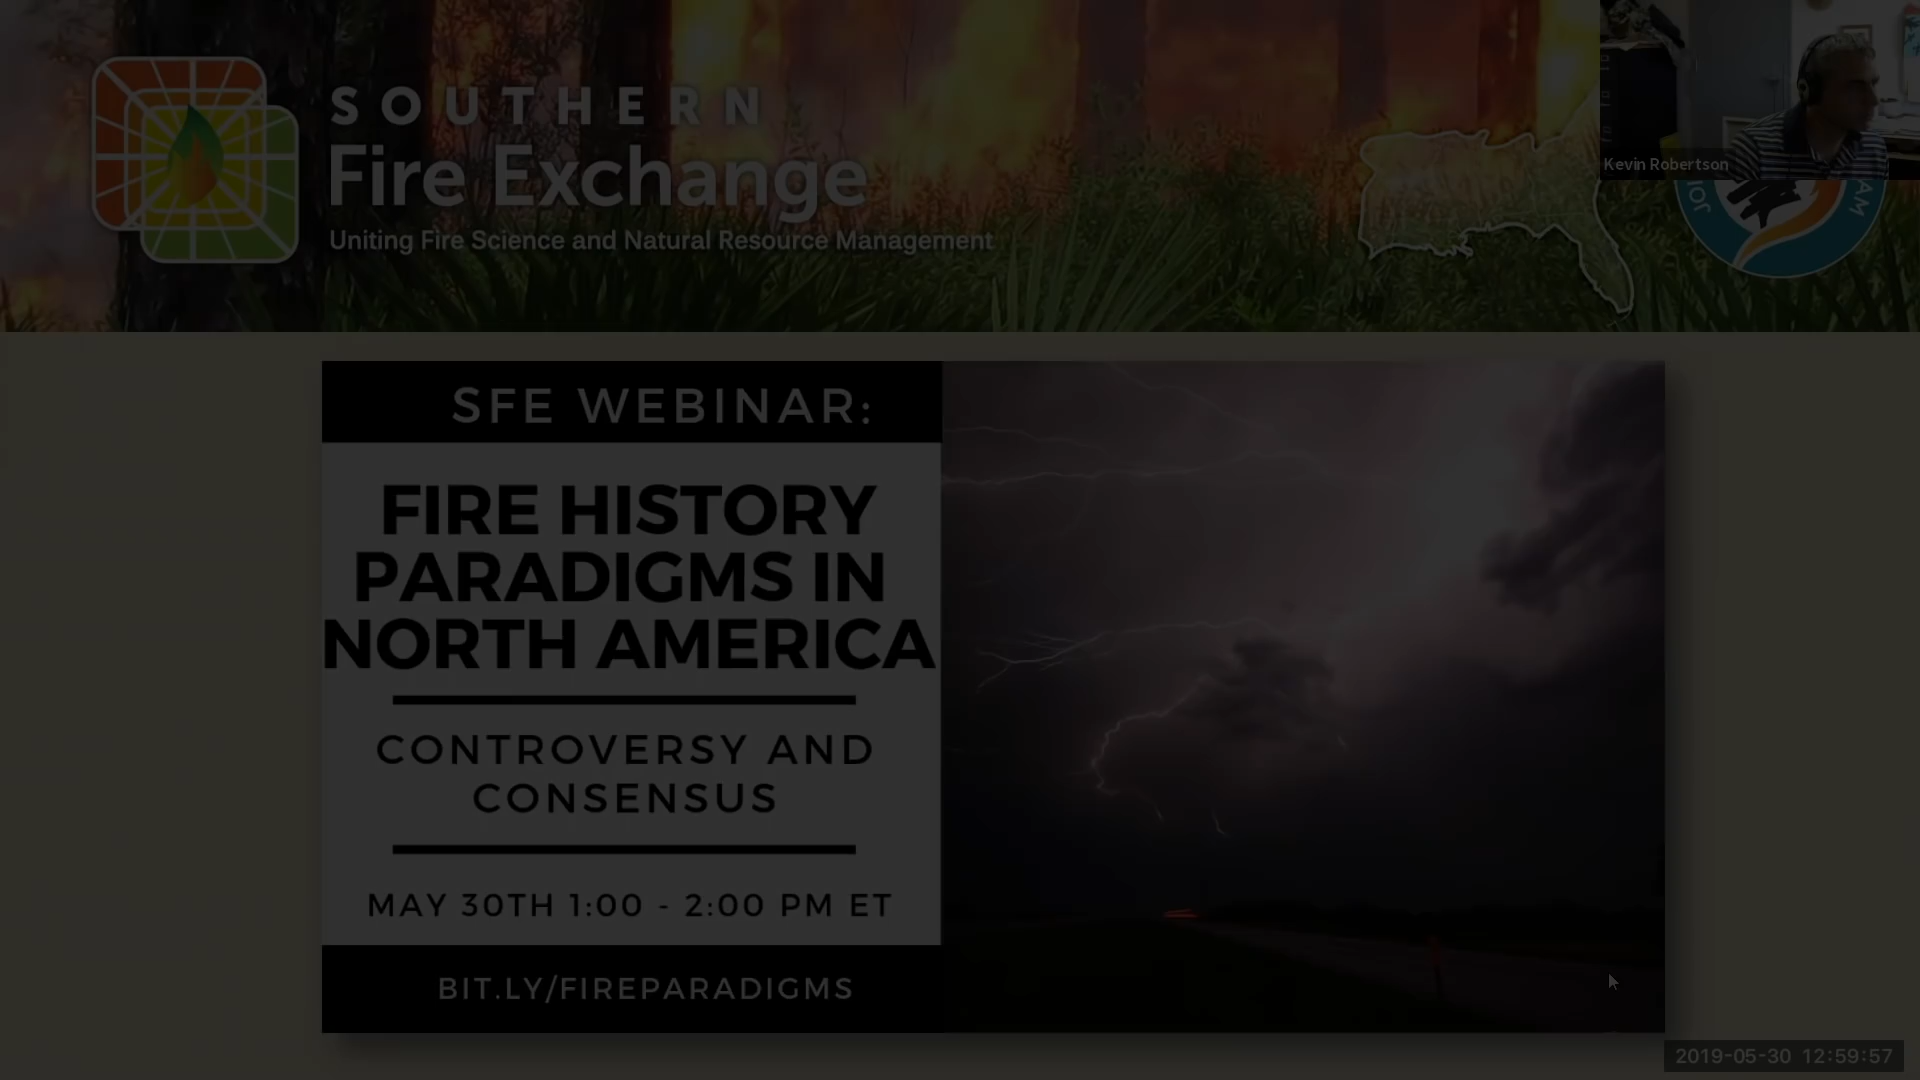 SOUTHERN
Fire Exchange
Uniting Fire Science and Natural Resource Management
Kevin Robertson
SFE WEBINAR:
FIRE HISTORY
PARADIGMS IN
NORTH AMERICA
CONTROVERSY AND
CONSENSUS
MAY 30TH 1:00 - 2:00 PM ET
BIT.LY/FIREPARADIGMS
2019-05-30 12:59:57